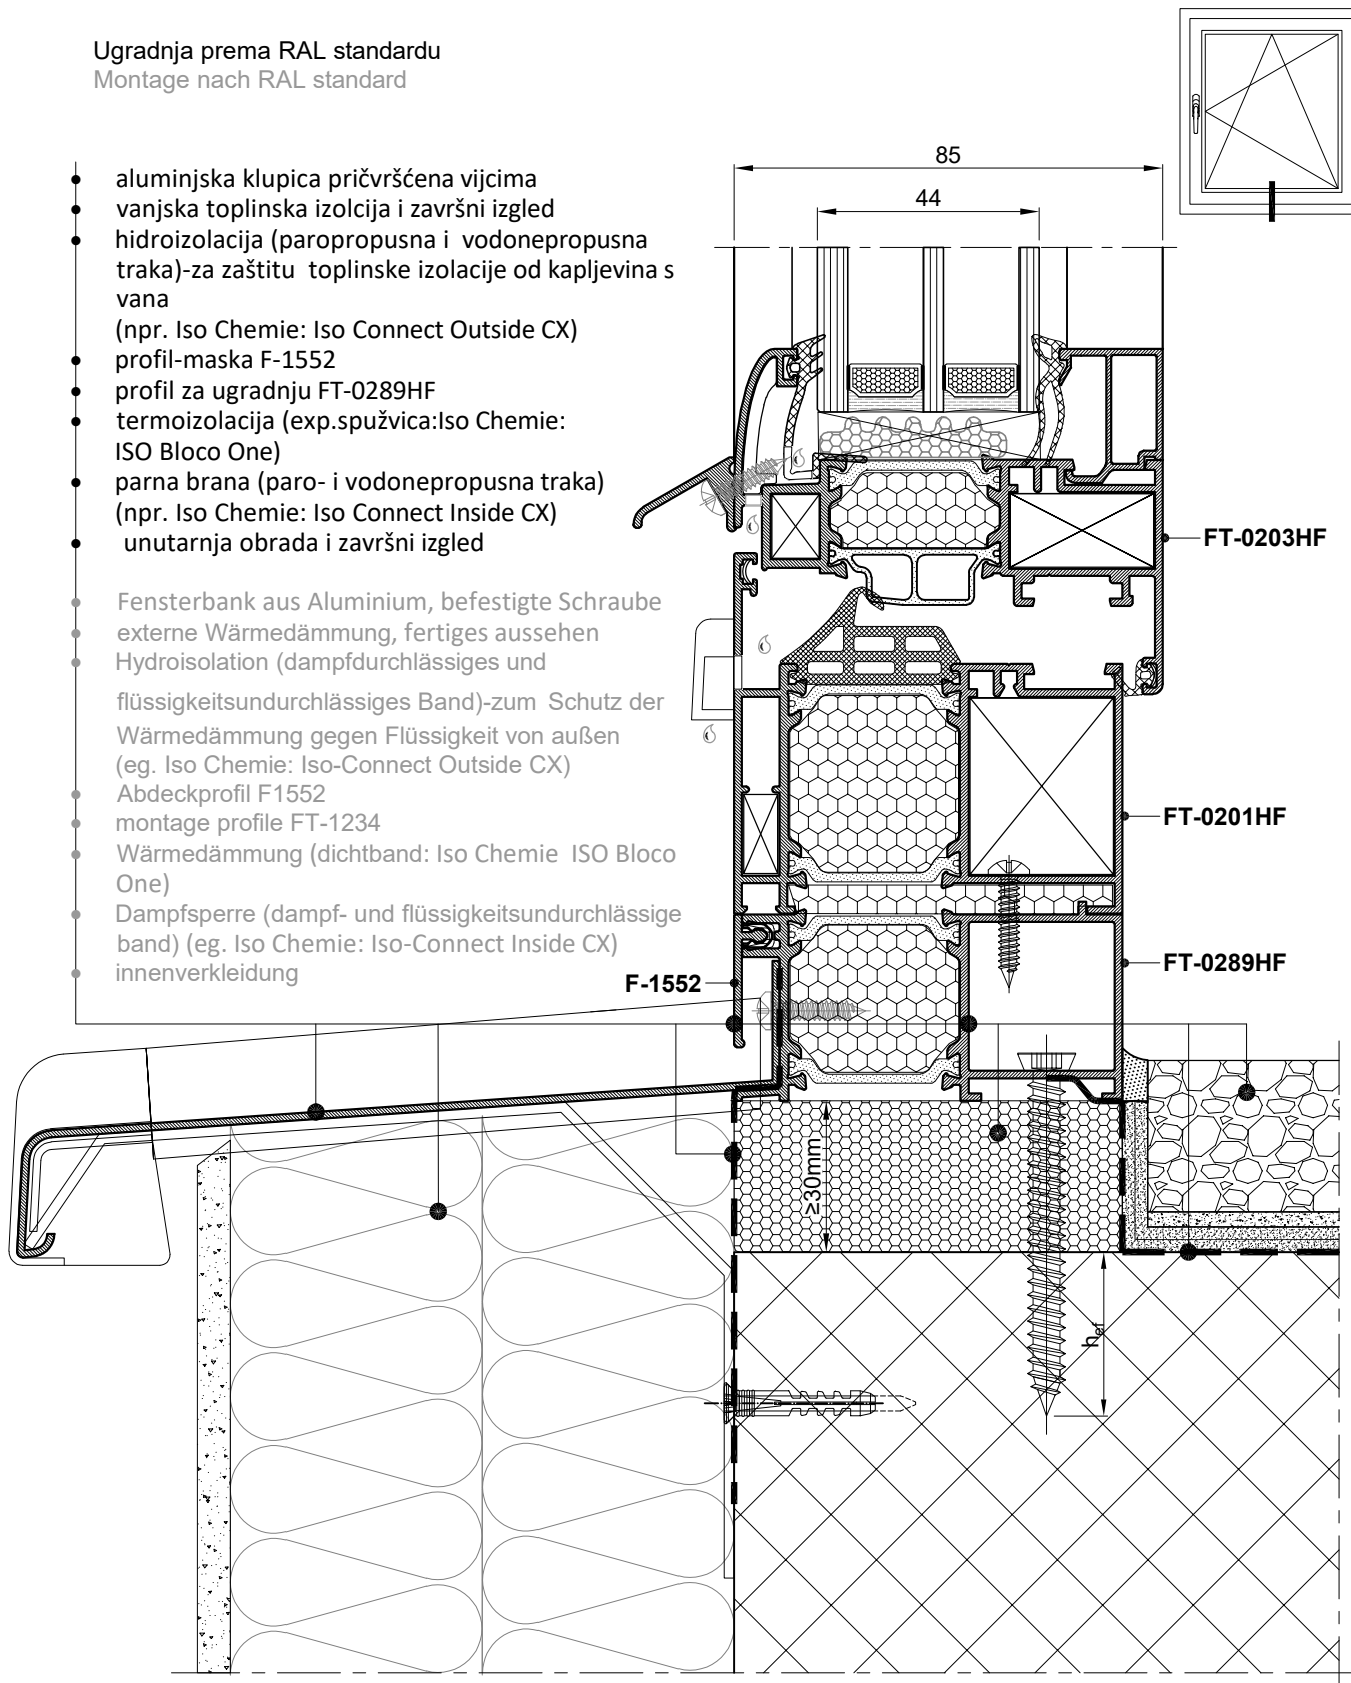 Ugradnja prema RAL standardu
Montage nach RAL standard
aluminjska klupica pričvršćena vijcima
vanjska toplinska izolcija i završni izgled
hidroizolacija (paropropusna i vodonepropusna
traka)-za zaštitu toplinske izolacije od kapljevina s
vana
(npr. Iso Chemie: Iso Connect Outside CX)
profil-maska F-1552
profil za ugradnju FT-0289HF
termoizolacija (exp.spužvica:Iso Chemie:
ISO Bloco One)
parna brana (paro- i vodonepropusna traka)
(npr. Iso Chemie: Iso Connect Inside CX)
unutarnja obrada i završni izgled
Fensterbank aus Aluminium, befestigte Schraube
externe Wärmedämmung, fertiges aussehen
Hydroisolation (dampfdurchlässiges und
flüssigkeitsundurchlässiges Band)-zum Schutz der
Wärmedämmung gegen Flüssigkeit von außen
(eg. Iso Chemie: Iso-Connect Outside CX)
Abdeckprofil F1552
montage profile FT-1234
Wärmedämmung (dichtband: Iso Chemie ISO Bloco
One)
Dampfsperre (dampf- und flüssigkeitsundurchlässige
band) (eg. Iso Chemie: Iso-Connect Inside CX)
innenverkleidung
85
44
FT-0203HF
FT-0201HF
FT-0289HF
F-1552
≥30mm
hef